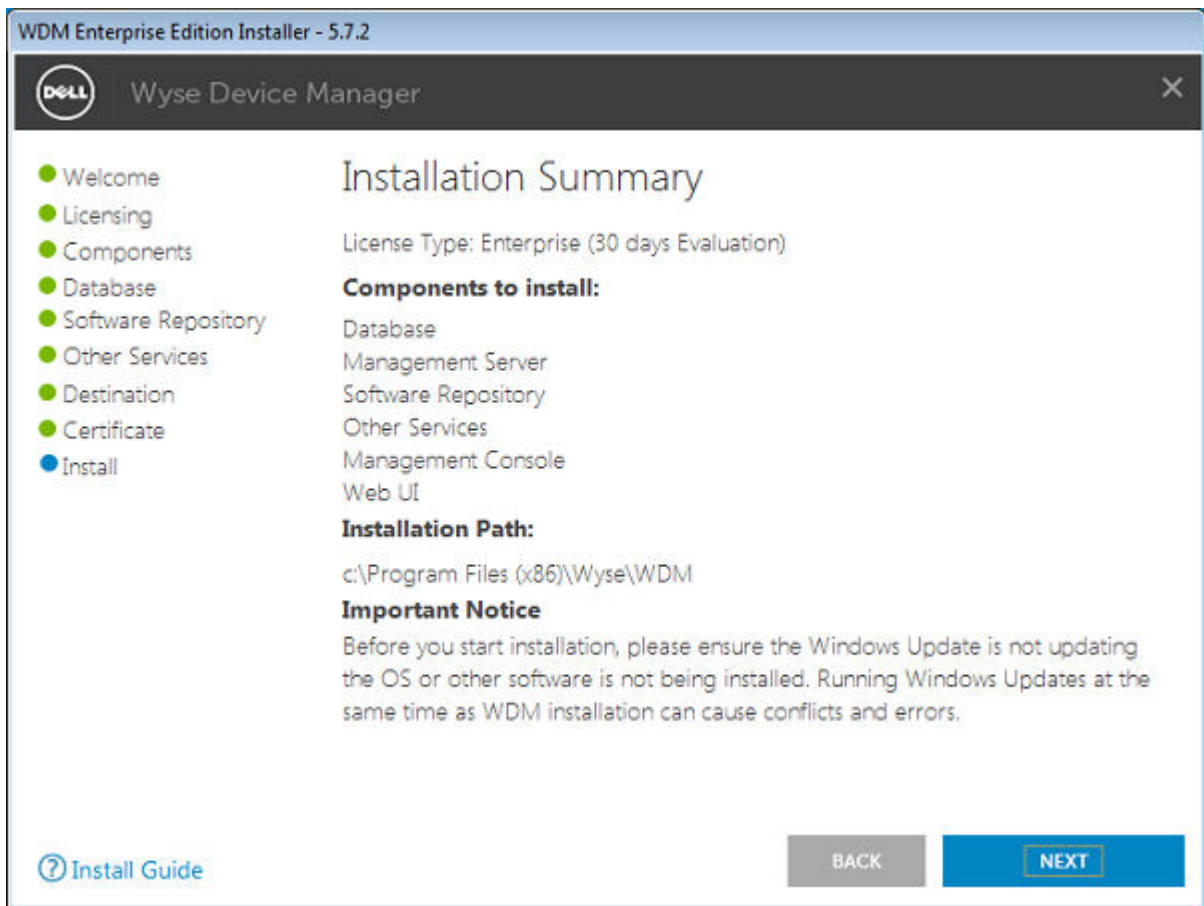 WDM Enterprise Edition Installer - 5.7.2
DELL
Wyse Device Manager
Welcome
Licensing
Components
Database
Software Repository
Other Services
Destination
Certificate
Install
Installation Summary
License Type: Enterprise (30 days Evaluation)
Components to install:
Database
Management Server
Software Repository
Other Services
Management Console
Web UI
Installation Path:
c:\Program Files (x86)\Wyse\WDM
Important Notice
Before you start installation, please ensure the Windows Update is not updating
the OS or other software is not being installed. Running Windows Updates at the
same time as WDM installation can cause conflicts and errors.
? Install Guide
BACK
NEXT